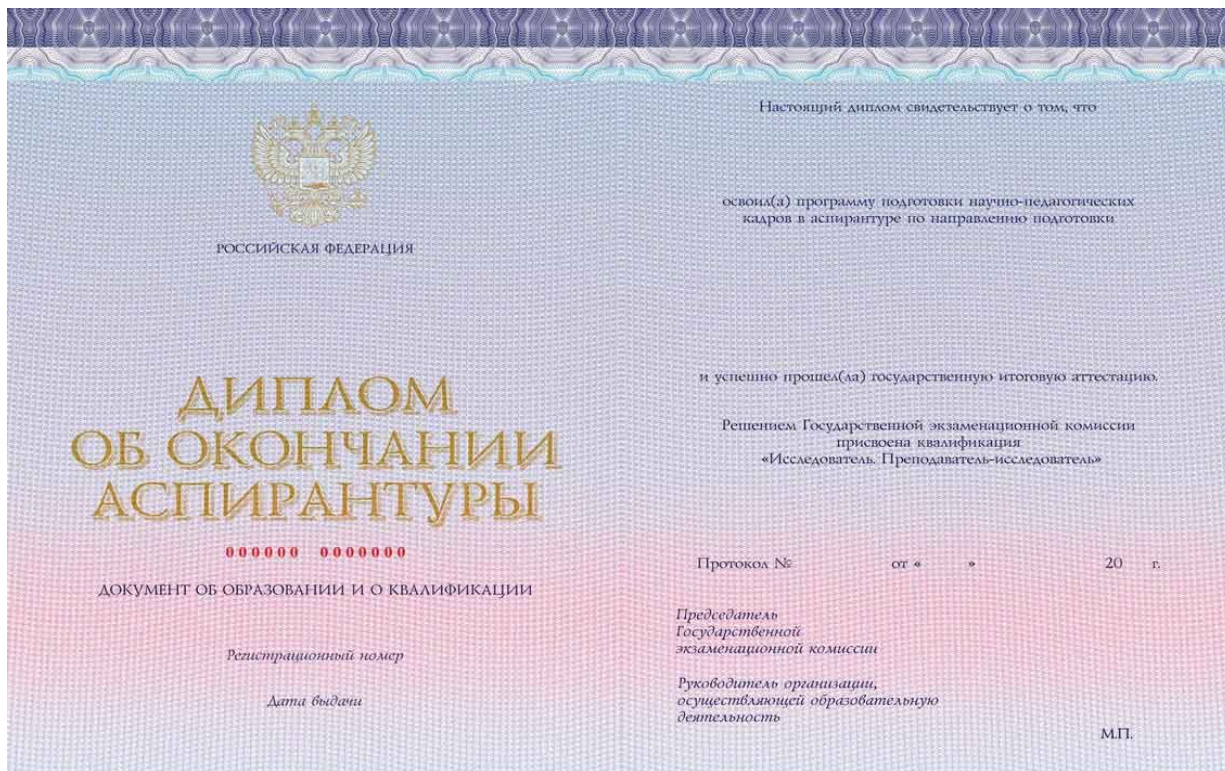 РОССИЙСКАЯ ФЕДЕРАЦИЯ
ДИПЛОМ
ОБ ОКОНЧАНИИ
АСПИРАНТУРЫ
000000 0000000
ДОКУМЕНТ ОБ ОБРАЗОВАНИИ И О КВАЛИФИКАЦИИ
Регистрационный номер
Дата выдачи
Настоящий диплом свидетельствует о том, что
освоил(а) программу подготовки научно-педагогических
кадров в аспирантуре по направлению подготовки
и успешно прошел(ла) государственную итоговую аттестацию.
Решением Государственной экзаменационной комиссии
присвоена квалификация
«Исследователь. Преподаватель-исследователь»
Протокол № от « » 20 г.
Председатель
Государственной
экзаменационной комиссии
Руководитель организации,
осуществляющей образовательную
деятельность
М.П.